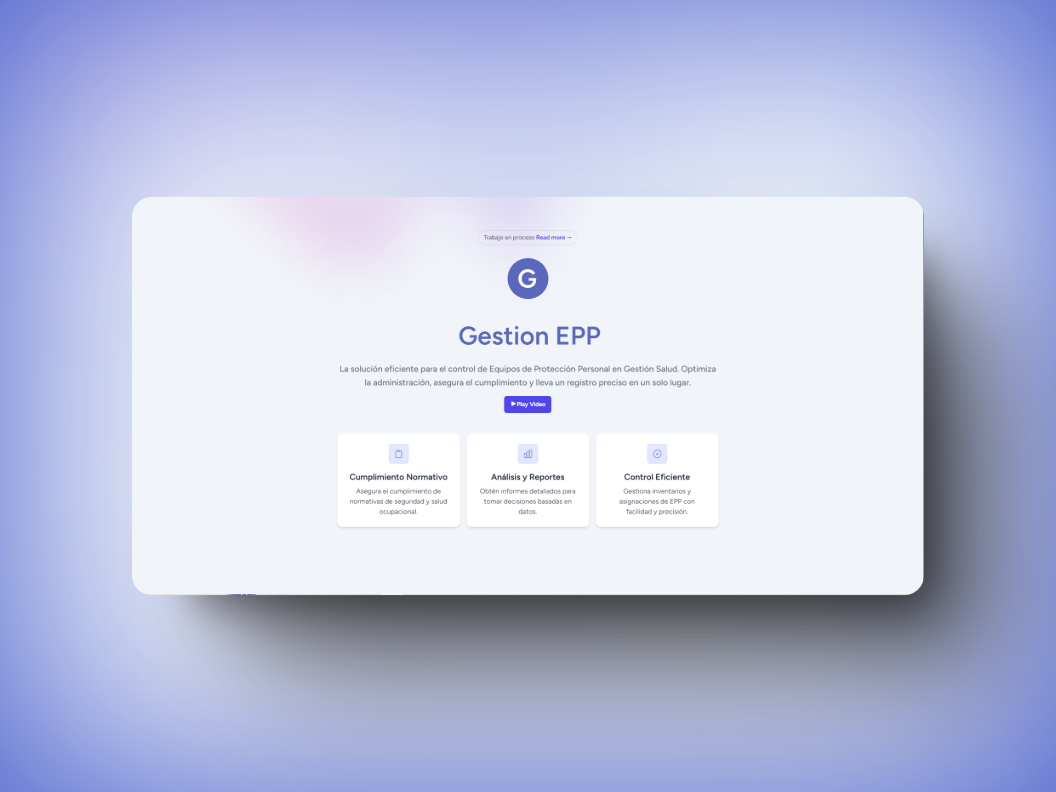 Trabajo en proceso Read more →
G
Gestion EPP
La solución eficiente para el control de Equipos de Protección Personal en Gestión Salud. Optimiza
la administración, asegura el cumplimiento y lleva un registro preciso en un solo lugar.
Play Video
Cumplimiento Normativo
Asegura el cumplimiento de
normativas de seguridad y salud
ocupacional.
Análisis y Reportes
Obtén informes detallados para
tomar decisiones basadas en
datos.
Control Eficiente
Gestiona inventarios y
asignaciones de EPP con
facilidad y precisión.